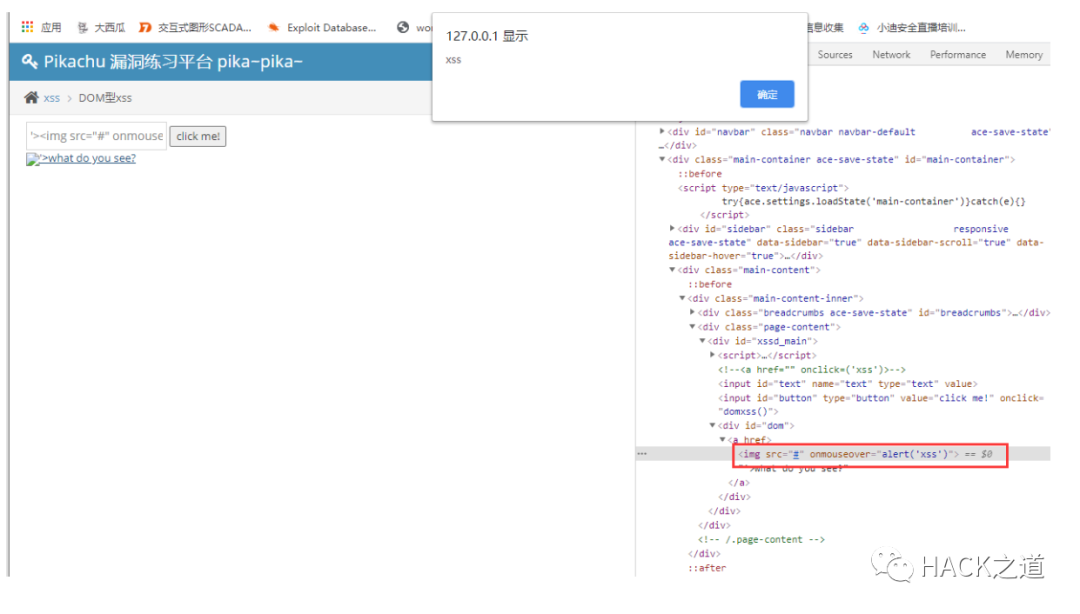 应用 大西瓜 交互式图形SCADA... Exploit Database... 信息收集 小迪安全直播培训...
127.0.0.1 显示
xss
确定
Pikachu 漏洞练习平台 pika~pika~
xss > DOM型xss
'><img src="#" onmouse click me!
'>what do you see?
Sources Network Performance Memory
▶<div id="navbar" class="navbar navbar-default ace-save-state"
…</div>
▼<div class="main-container ace-save-state" id="main-container">
::before
<script type="text/javascript">
try{ace.settings.loadState('main-container')}catch(e){}
</script>
▶<div id="sidebar" class="sidebar responsive
ace-save-state" data-sidebar="true" data-sidebar-scroll="true" data-
sidebar-hover="true">…</div>
▼<div class="main-content">
::before
▼<div class="main-content-inner">
▶<div class="breadcrumbs ace-save-state" id="breadcrumbs">…</div>
▼<div class="page-content">
▼<div id="xssd_main">
▶<script>…</script>
<!--<a href="" onclick=('xss')>-->
<input id="text" name="text" type="text" value>
<input id="button" type="button" value="click me!" onclick=
"domxss()">
▼<div id="dom">
▼<a href>
… <img src="#" onmouseover="alert('xss')"> == $0
"'>what do you see?"
</a>
</div>
</div>
</div>
<!-- /.page-content -->
</div>
::after
HACK之道